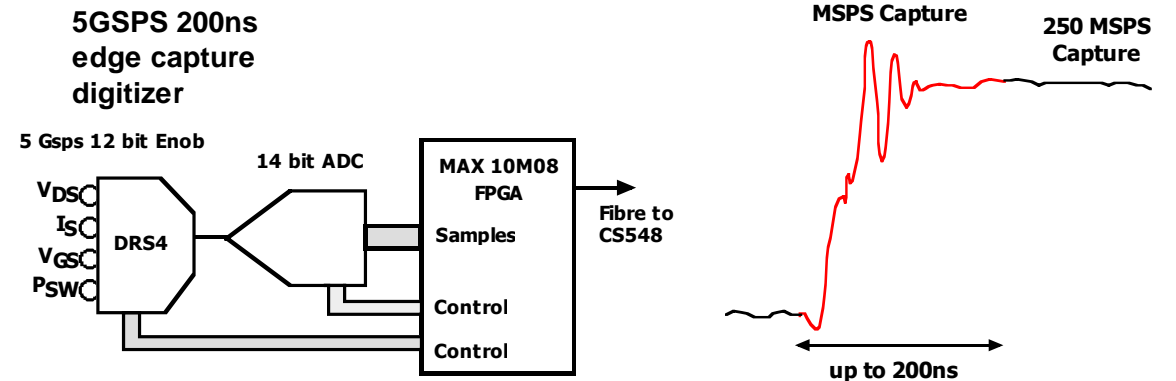 5GSPS 200ns
edge capture
digitizer
5 Gsps 12 bit Enob
14 bit ADC
VDS
IS
VGS
PSW
DRS4
MAX 10M08
FPGA
Samples
Control
Control
Fibre to
CS548
MSPS Capture
250 MSPS
Capture
up to 200ns